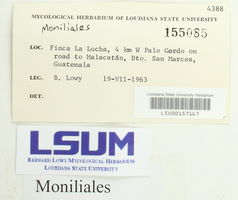 4388
MYCOLOGICAL HERBARIUM OF LOUISIANA STATE UNIVERSITY
Moniliales
155085
LOC. Finca La Lucha, 4 km W Palo Gordo on
road to Malacatán, Dto. San Marcos,
Guatemala
LEG. B. Lowy 19-VII-1963
DET.
Louisiana State University Herbarium
LSU00157167
LSUM
BERNARD LOWY MYCOLOGICAL HERBARIUM
LOUISIANA STATE UNIVERSITY
Moniliales